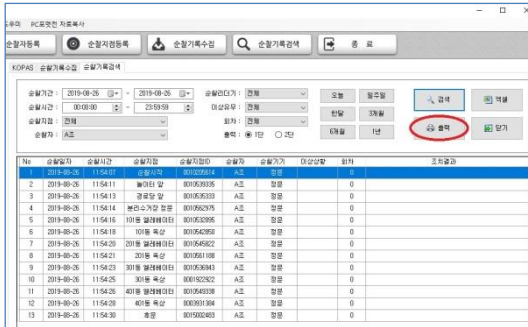 도우미 PC포맷전 자료복사
순찰자등록 순찰지점등록 순찰기록수집 순찰기록검색 종 료
KOPAS 순찰기록수집 순찰기록검색
순찰기간 : 2019-08-26 - 2019-08-26 순찰리더기 : 전체 오늘 일주일 검색 엑셀
순찰시간 : 00:00:00 - 23:59:59 이상유무 : 전체 한달 3개월
순찰지점 : 전체 회차 : 전체 6개월 1년 출력 닫기
순찰자 : A조 출력 : 1단 2단
No 순찰일자 순찰시간 순찰지점 순찰지점ID 순찰자 순찰기기 이상상황 회차 조치결과
1 2019-08-26 11:54:07 순찰시작 0010205614 A조 정문 0
2 2019-08-26 11:54:11 놀이터 앞 0010539335 A조 정문 0
3 2019-08-26 11:54:13 경로당 앞 0010535333 A조 정문 0
4 2019-08-26 11:54:14 분리수거장 정문 0010562975 A조 정문 0
5 2019-08-26 11:54:16 101동 엘레베이터 0010532895 A조 정문 0
6 2019-08-26 11:54:18 101동 옥상 0010542858 A조 정문 0
7 2019-08-26 11:54:20 201동 엘레베이터 0010545822 A조 정문 0
8 2019-08-26 11:54:21 201동 옥상 0010561188 A조 정문 0
9 2019-08-26 11:54:23 301동 엘레베이터 0010536943 A조 정문 0
10 2019-08-26 11:54:25 301동 옥상 0001922922 A조 정문 0
11 2019-08-26 11:54:26 401동 엘레베이터 0010549338 A조 정문 0
12 2019-08-26 11:54:28 401동 옥상 0003931384 A조 정문 0
13 2019-08-26 11:54:30 후문 0015002483 A조 정문 0